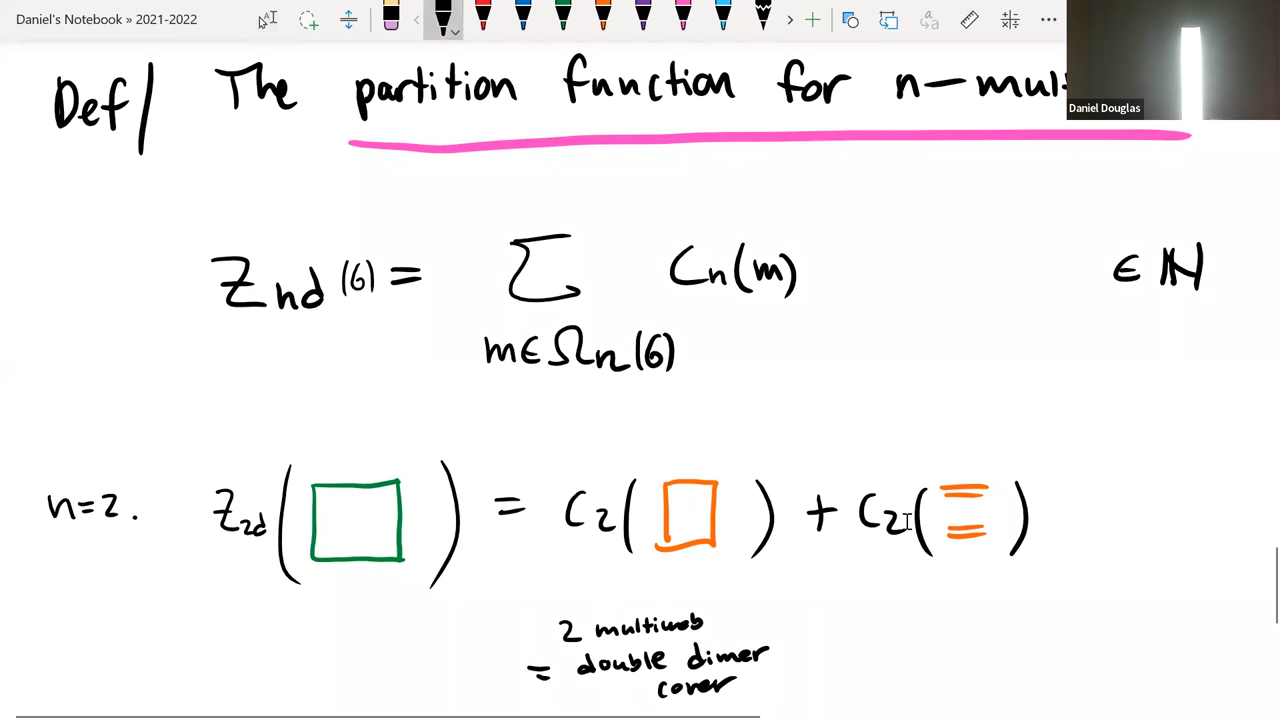 Daniel's Notebook » 2021-2022
Daniel Douglas
Def/ The partition function for n-mul
Z_nd (G) = Σ C_n(m) ∈ ℕ
m∈Ω_n(G)
n=2. Z_2d ( ) = C_2 ( ) + C_2 ( )
2 multiweb
= double dimer
cover